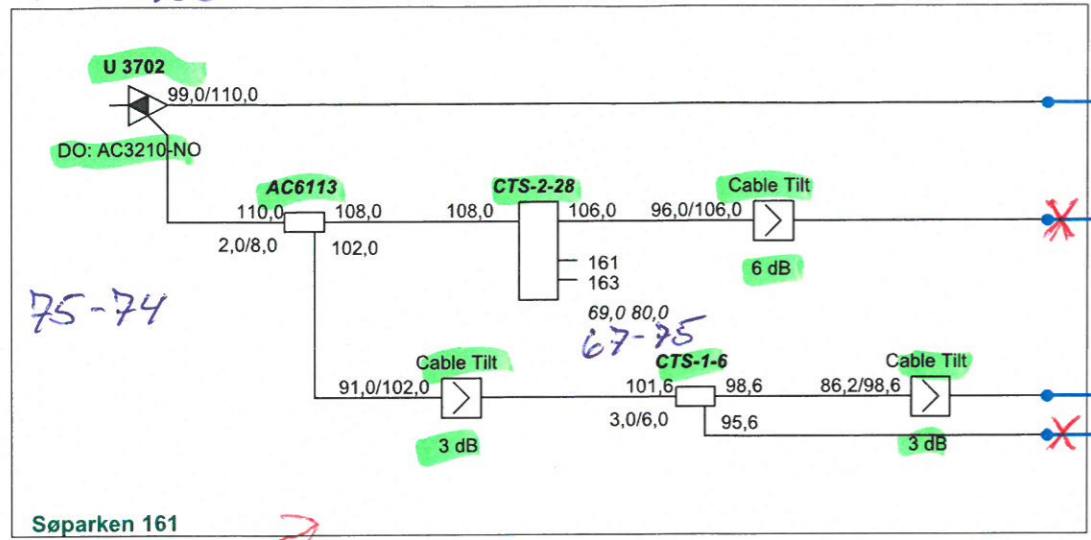 U 3702
99,0/110,0
DO: AC3210-NO
AC6113
CTS-2-28
Cable Tilt
110,0 108,0 108,0 106,0 96,0/106,0
2,0/8,0 102,0
161
6 dB
163
75-74
69,0 80,0
67-75
Cable Tilt
CTS-1-6
Cable Tilt
91,0/102,0 101,6 98,6 86,2/98,6
3,0/6,0 95,6
3 dB
3 dB
Søparken 161